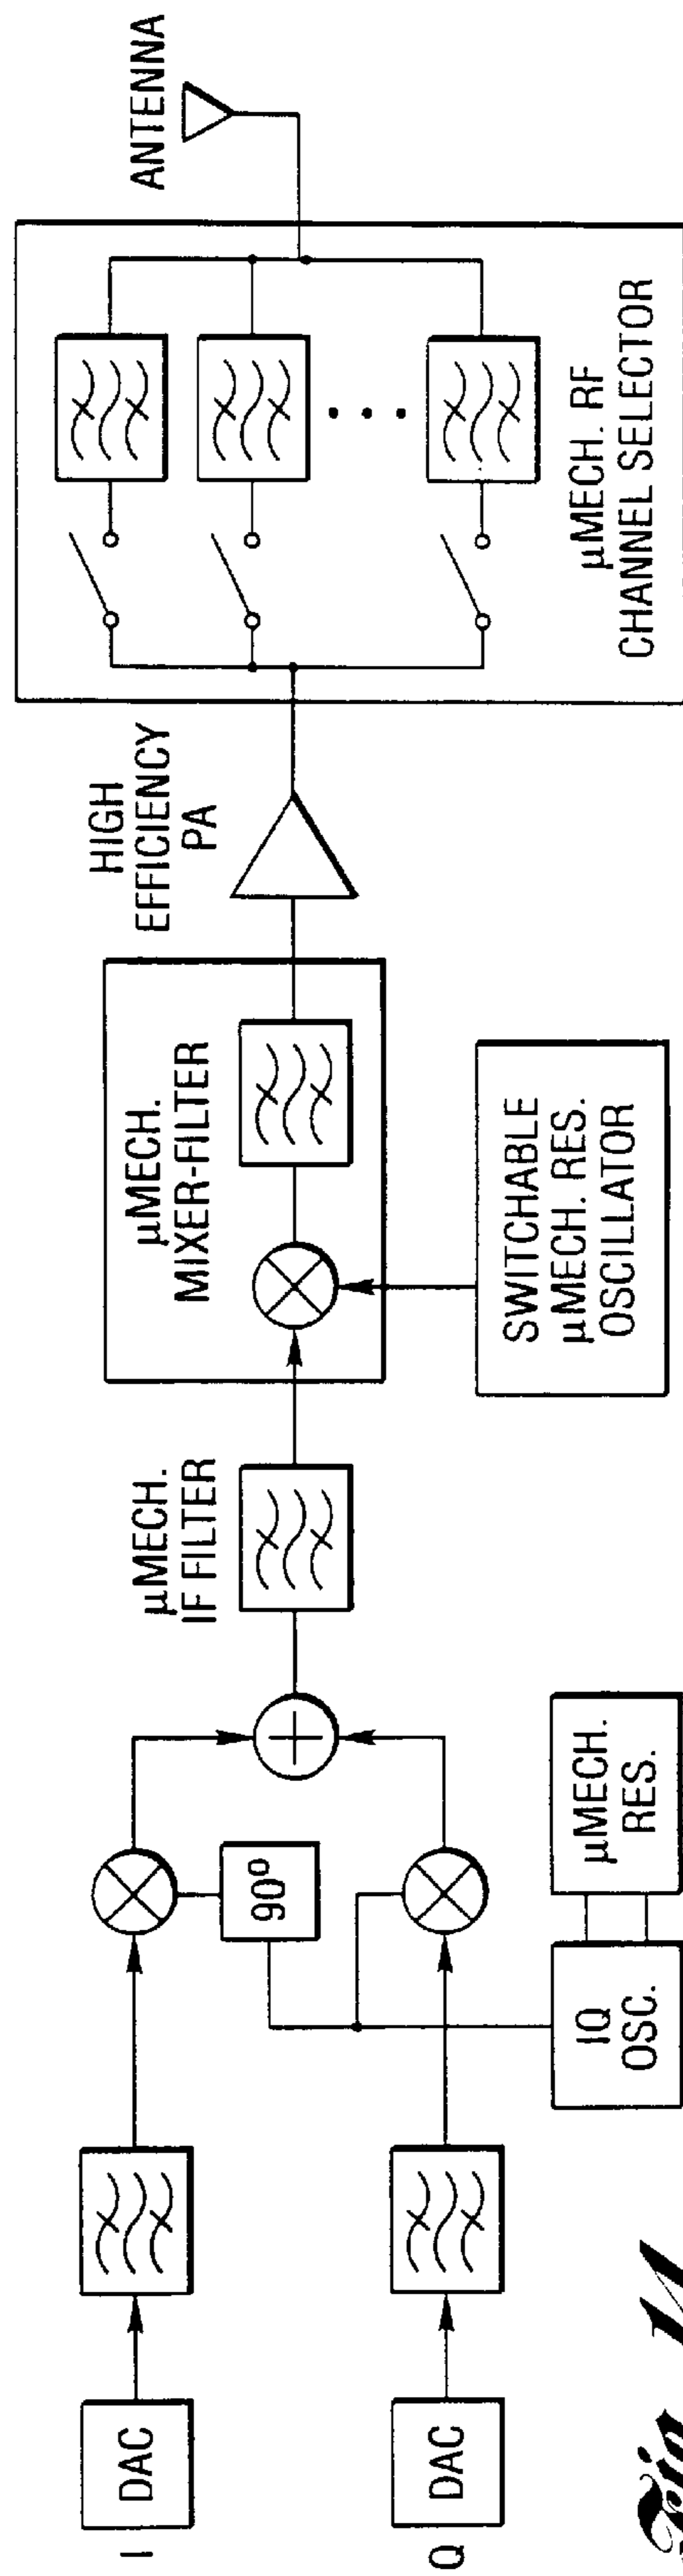 I
DAC
Q
DAC
90º
IQ
OSC.
µMECH.
RES.
µMECH.
IF FILTER
µMECH.
MIXER-FILTER
SWITCHABLE
µMECH. RES.
OSCILLATOR
HIGH
EFFICIENCY
PA
µMECH. RF
CHANNEL SELECTOR
ANTENNA